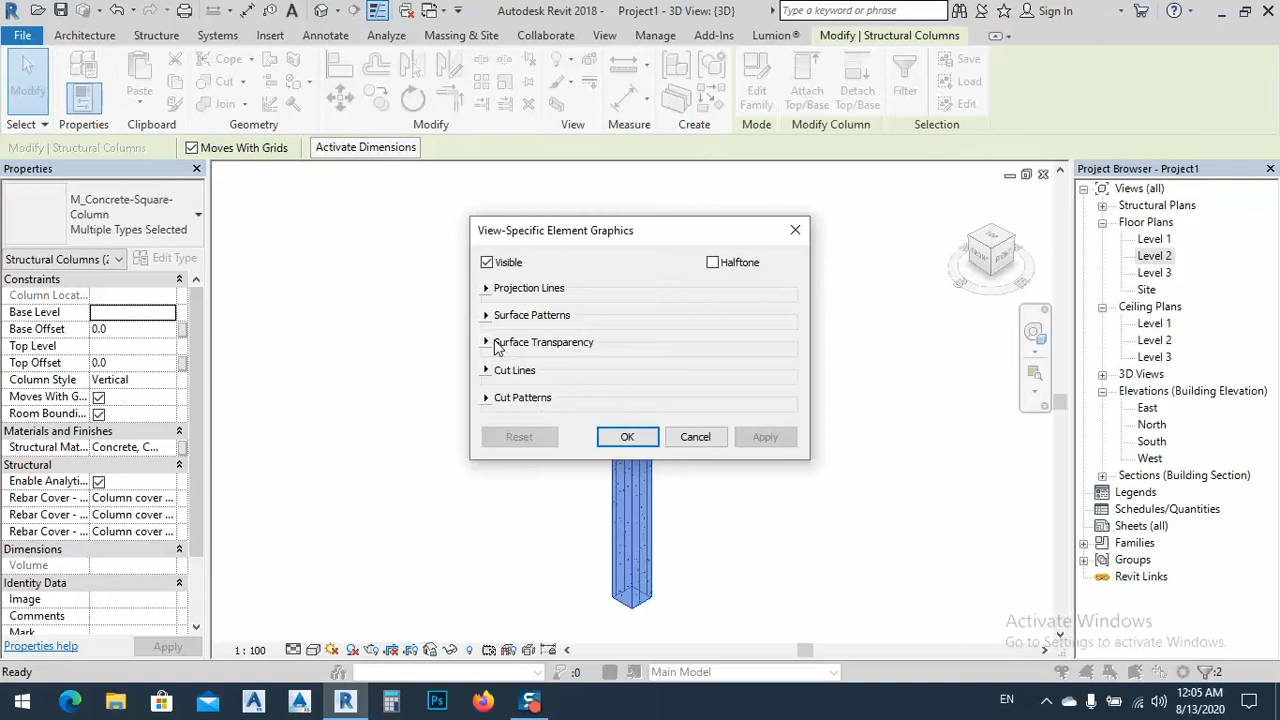 Autodesk Revit 2018 - Project1 - 3D View: {3D}
Type a keyword or phrase
Sign In
File Architecture Structure Systems Insert Annotate Analyze Massing & Site Collaborate View Manage Add-Ins Lumion® Modify | Structural Columns
Modify
Paste
Cope
Cut
Join
Edit Family
Attach Top/Base
Detach Top/Base
Filter
Save
Load
Edit
Select Properties Clipboard Geometry Modify View Measure Create Mode Modify Column Selection
Modify | Structural Columns Moves With Grids Activate Dimensions
Properties
M_Concrete-Square-
Column
Multiple Types Selected
Structural Columns (2 Edit Type
Constraints
Column Locat...
Base Level
Base Offset 0.0
Top Level
Top Offset 0.0
Column Style Vertical
Moves With G...
Room Boundi...
Materials and Finishes
Structural Mat... Concrete, C...
Structural
Enable Analyti...
Rebar Cover - ... Column cover ...
Rebar Cover - ... Column cover ...
Rebar Cover - ... Column cover ...
Dimensions
Volume
Identity Data
Image
Comments
Mark
Properties help Apply
View-Specific Element Graphics
Visible Halftone
Projection Lines
Surface Patterns
Surface Transparency
Cut Lines
Cut Patterns
Reset OK Cancel Apply
Project Browser - Project1
Views (all)
Structural Plans
Floor Plans
Level 1
Level 2
Level 3
Site
Ceiling Plans
Level 1
Level 2
Level 3
3D Views
Elevations (Building Elevation)
East
North
South
West
Sections (Building Section)
Legends
Schedules/Quantities
Sheets (all)
Families
Groups
Revit Links
Activate Windows
Go to Settings to activate Windows.
1 : 100
Ready :0 Main Model :2
EN
12:05 AM
8/13/2020